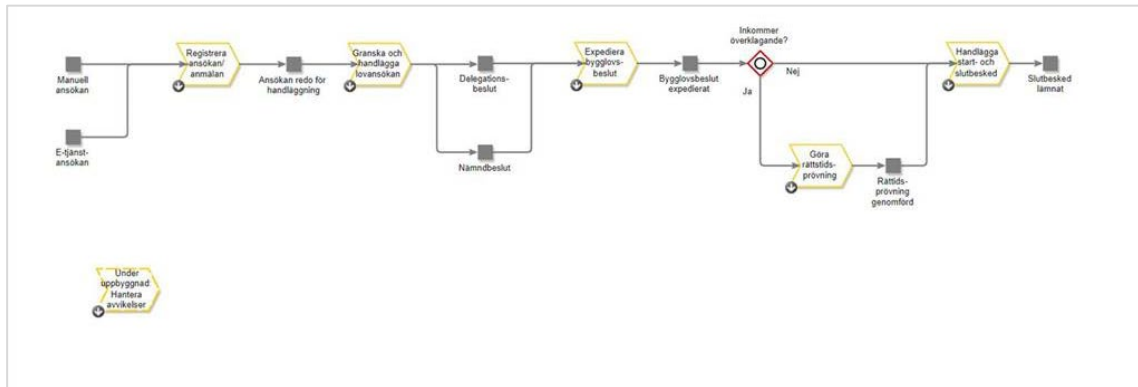 Manuell
ansökan
E-tjänst-
ansökan
Registrera
ansökan/
anmälan
Ansökan redo för
handläggning
Granska och
handlägga
lovansökan
Delegations-
beslut
Nämndbeslut
Expediera
bygglovs-
beslut
Bygglovsbeslut
expedierat
Inkommer
överklagande?
Nej
Ja
Göra
rättstids-
prövning
Rättids-
prövning
genomförd
Handlägga
start- och
slutbesked
Slutbesked
lämnat
Under
uppbyggnad:
Hantera
avvikelser